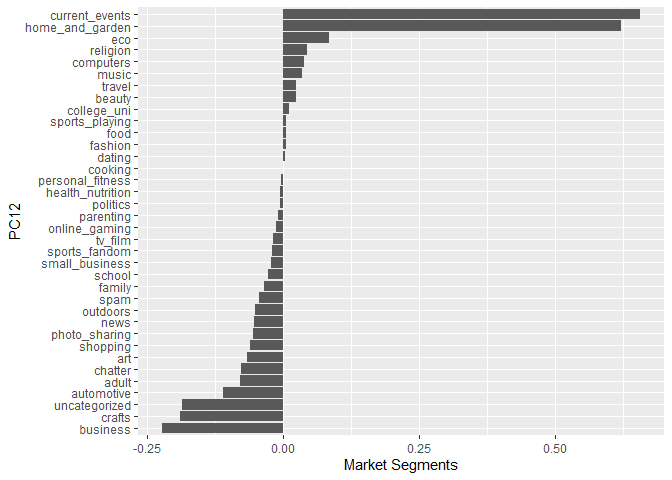 current_events
home_and_garden
eco
religion
computers
music
travel
beauty
college_uni
sports_playing
food
fashion
dating
cooking
personal_fitness
health_nutrition
politics
parenting
online_gaming
tv_film
sports_fandom
small_business
school
family
spam
outdoors
news
photo_sharing
shopping
art
chatter
adult
automotive
uncategorized
crafts
business
PC12
-0.25 0.00 0.25 0.50
Market Segments